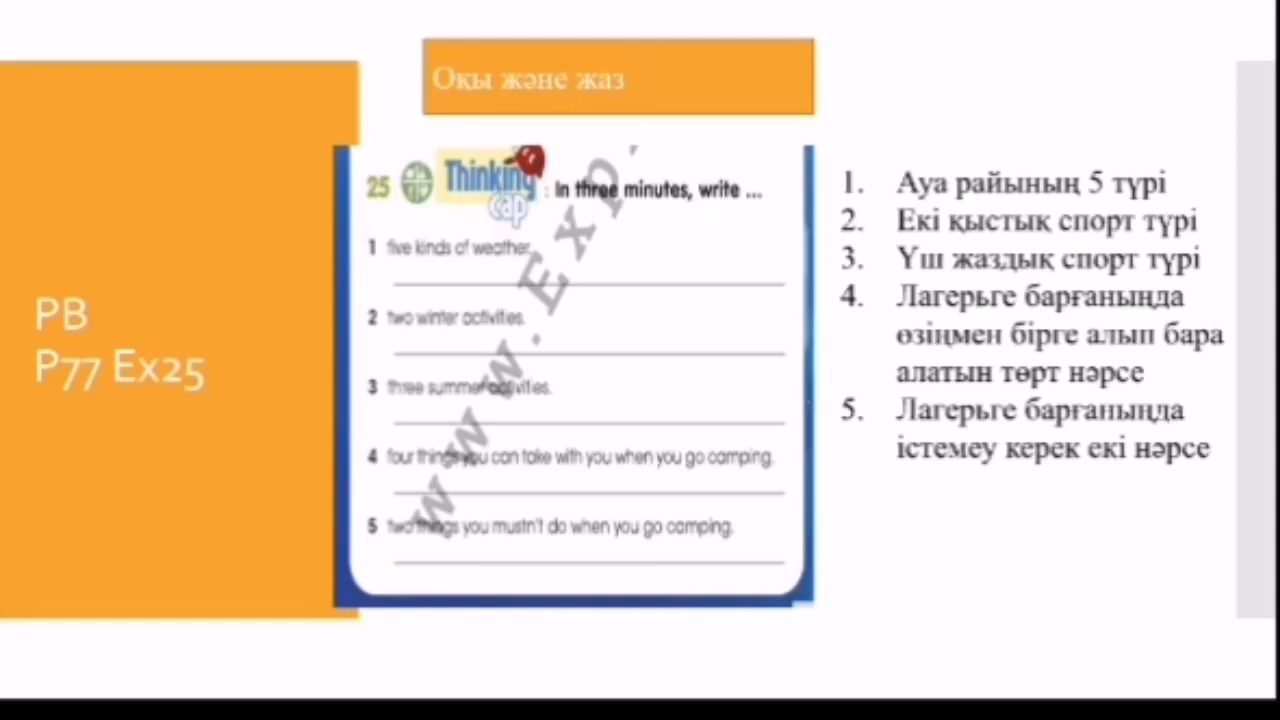 Оқы және жаз
PB
P77 Ex25
25 Thinking cap : In three minutes, write ...
1 five kinds of weather.
2 two winter activities.
3 three summer activities.
4 four things you can take with you when you go camping.
5 two things you mustn't do when you go camping.
www.Exp
1. Ауа райының 5 түрі
2. Екі қыстық спорт түрі
3. Үш жаздық спорт түрі
4. Лагерьге барғаныңда
өзіңмен бірге алып бара
алатын төрт нәрсе
5. Лагерьге барғаныңда
істемеу керек екі нәрсе